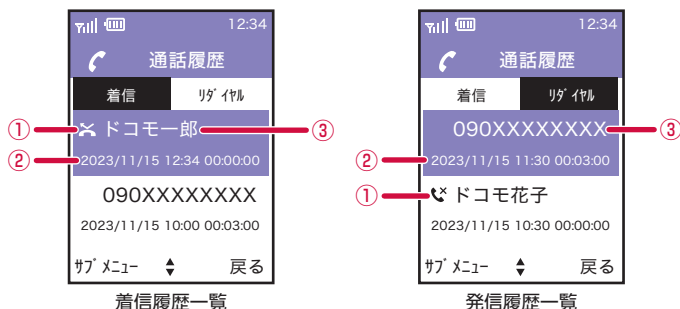 12:34
通話履歴
着信 ﾘﾀﾞｲﾔﾙ
① ドコモ一郎 ③
② 2023/11/15 12:34 00:00:00
090XXXXXXXX
2023/11/15 10:00 00:03:00
ｻﾌﾞﾒﾆｭｰ 戻る
着信履歴一覧
12:34
通話履歴
着信 ﾘﾀﾞｲﾔﾙ
090XXXXXXXX ③
② 2023/11/15 11:30 00:03:00
① ドコモ花子
2023/11/15 10:30 00:00:00
ｻﾌﾞﾒﾆｭｰ 戻る
発信履歴一覧